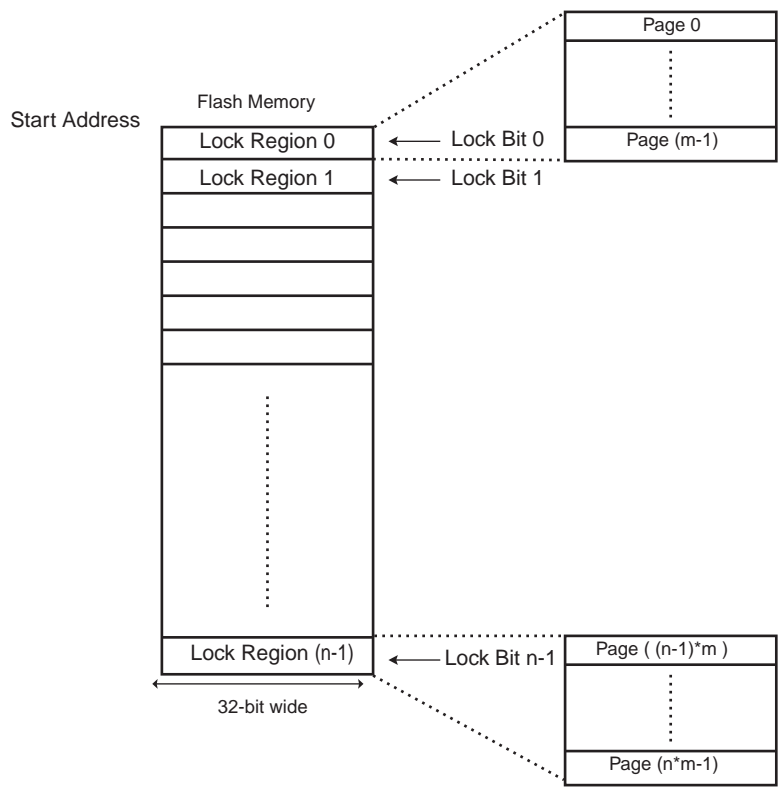 Page 0
Flash Memory
Start Address
Lock Region 0
Lock Bit 0
Page (m-1)
Lock Region 1
Lock Bit 1
Lock Region (n-1)
Lock Bit n-1
Page ( (n-1)*m )
32-bit wide
Page (n*m-1)